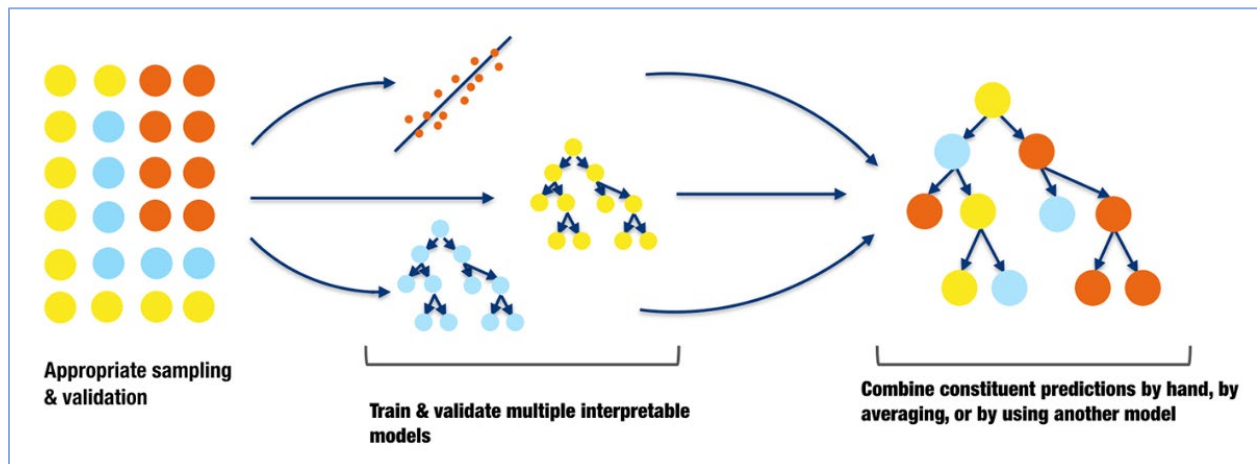 Appropriate sampling
& validation
Train & validate multiple interpretable
models
Combine constituent predictions by hand, by
averaging, or by using another model